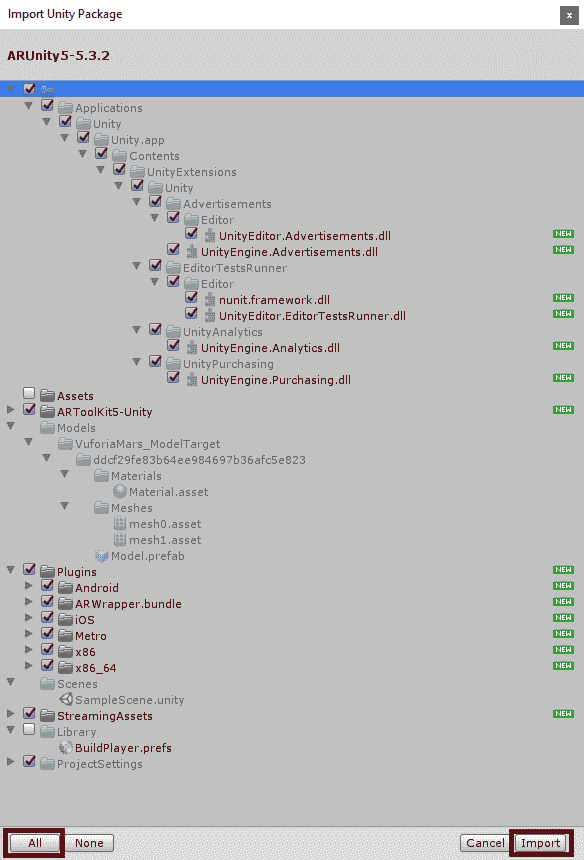 Import Unity Package
x
ARUnity5-5.3.2
Applications
Unity
Unity.app
Contents
UnityExtensions
Unity
Advertisements
Editor
UnityEditor.Advertisements.dll NEW
UnityEngine.Advertisements.dll NEW
EditorTestsRunner
Editor
nunit.framework.dll NEW
UnityEditor.EditorTestsRunner.dll NEW
UnityAnalytics
UnityEngine.Analytics.dll NEW
UnityPurchasing
UnityEngine.Purchasing.dll NEW
Assets
ARToolKit5-Unity NEW
Models
VuforiaMars_ModelTarget
ddcf29fe83b64ee984697b36afc5e823
Materials
Material.asset
Meshes
mesh0.asset
mesh1.asset
Model.prefab
Plugins NEW
Android NEW
ARWrapper.bundle NEW
iOS NEW
Metro NEW
x86 NEW
x86_64 NEW
Scenes
SampleScene.unity
StreamingAssets NEW
Library
BuildPlayer.prefs
ProjectSettings
All None Cancel Import